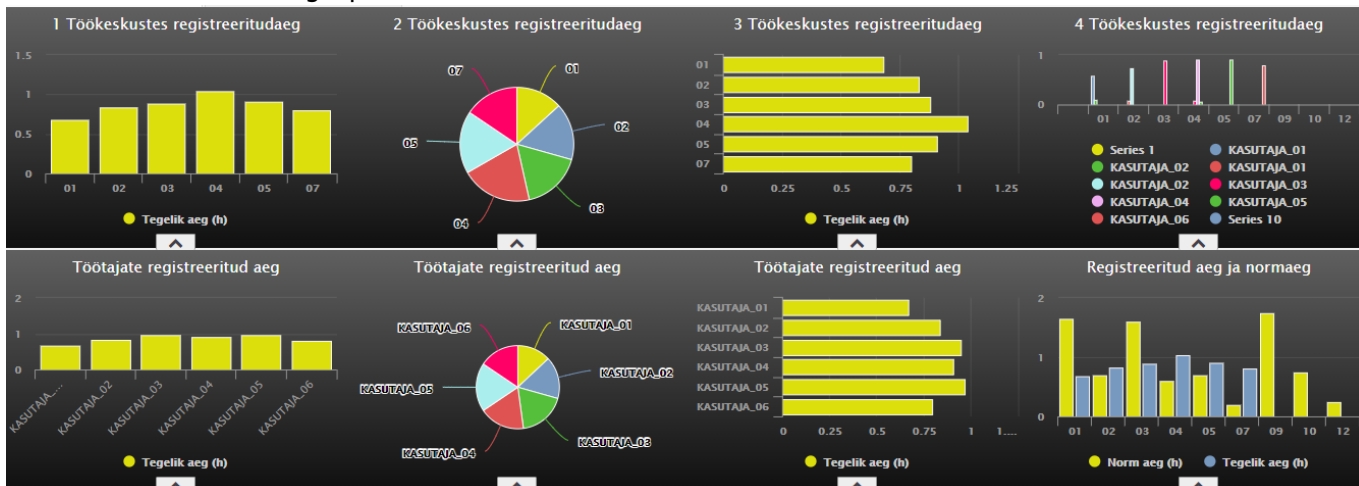 1 Töökeskustes registreeritudaeg
1.5
1
0.5
0
01 02 03 04 05 07
Tegelik aeg (h)
2 Töökeskustes registreeritudaeg
07 01
02
05
03
04
3 Töökeskustes registreeritudaeg
01
02
03
04
05
07
0 0.25 0.5 0.75 1 1.25
Tegelik aeg (h)
4 Töökeskustes registreeritudaeg
1
0
01 02 03 04 05 07 09 10 12
Series 1 KASUTAJA_01
KASUTAJA_02 KASUTAJA_01
KASUTAJA_02 KASUTAJA_03
KASUTAJA_04 KASUTAJA_05
KASUTAJA_06 Series 10
Töötajate registreeritud aeg
2
1
0
KASUTAJA_... KASUTAJA_02 KASUTAJA_03 KASUTAJA_04 KASUTAJA_05 KASUTAJA_06
Tegelik aeg (h)
Töötajate registreeritud aeg
KASUTAJA_06 KASUTAJA_01
KASUTAJA_02
KASUTAJA_05
KASUTAJA_03
KASUTAJA_04
Töötajate registreeritud aeg
KASUTAJA_01
KASUTAJA_02
KASUTAJA_03
KASUTAJA_04
KASUTAJA_05
KASUTAJA_06
0 0.25 0.5 0.75 1 1....
Tegelik aeg (h)
Registreeritud aeg ja normaeg
2
1
0
01 02 03 04 05 07 09 10 12
Norm aeg (h) Tegelik aeg (h)